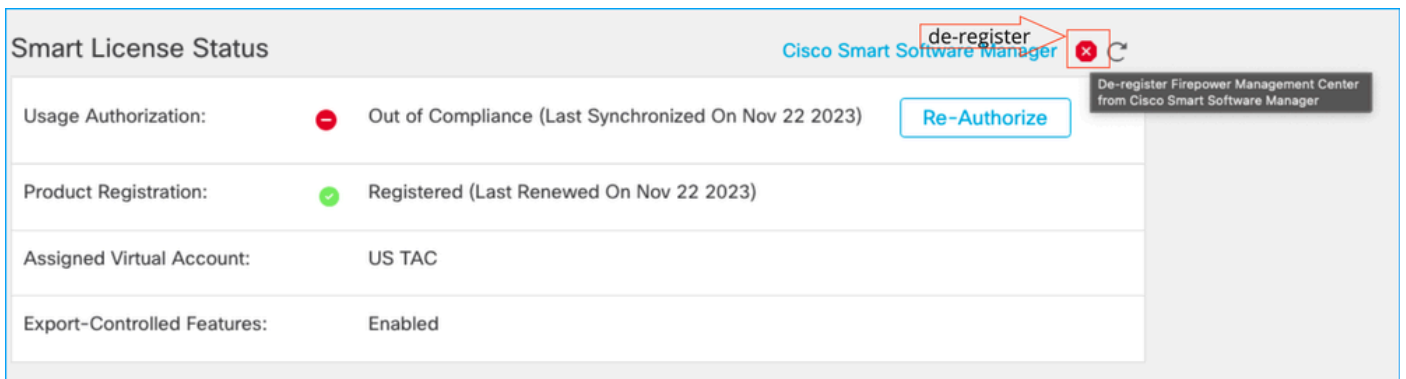 de-register
Smart License Status
Cisco Smart Software Manager
De-register Firepower Management Center
from Cisco Smart Software Manager
Usage Authorization:
Out of Compliance (Last Synchronized On Nov 22 2023)
Re-Authorize
Product Registration:
Registered (Last Renewed On Nov 22 2023)
Assigned Virtual Account:
US TAC
Export-Controlled Features:
Enabled